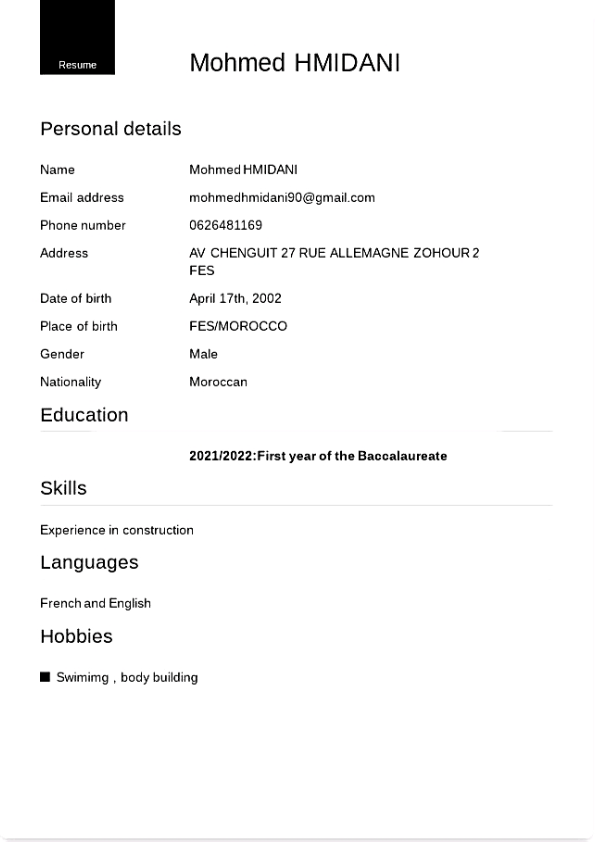 Resume
Mohmed HMIDANI
Personal details
Name Mohmed HMIDANI
Email address mohmedhmidani90@gmail.com
Phone number 0626481169
Address AV CHENGUIT 27 RUE ALLEMAGNE ZOHOUR 2
FES
Date of birth April 17th, 2002
Place of birth FES/MOROCCO
Gender Male
Nationality Moroccan
Education
2021/2022:First year of the Baccalaureate
Skills
Experience in construction
Languages
French and English
Hobbies
■ Swimimg , body building